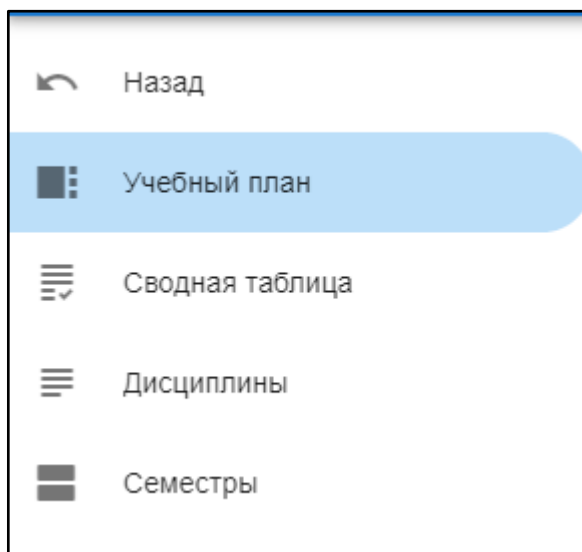 Назад
Учебный план
Сводная таблица
Дисциплины
Семестры